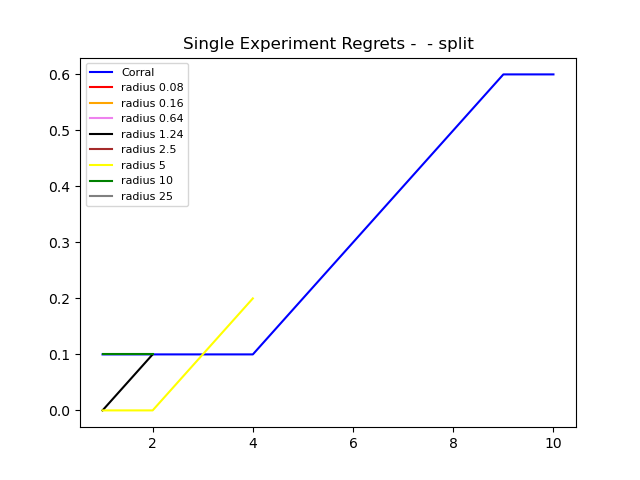 Single Experiment Regrets -  - split
Corral
radius 0.08
radius 0.16
radius 0.64
radius 1.24
radius 2.5
radius 5
radius 10
radius 25
0.6
0.5
0.4
0.3
0.2
0.1
0.0
2 4 6 8 10